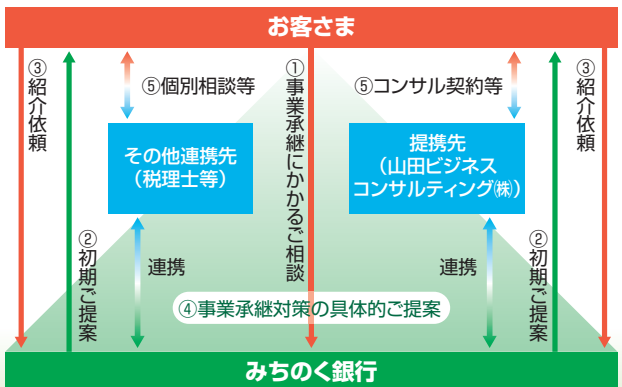 お客さま
③紹介依頼
②初期ご提案
⑤個別相談等
その他連携先
（税理士等）
連携
①事業承継にかかるご相談
⑤コンサル契約等
提携先
（山田ビジネス
コンサルティング㈱）
連携
②初期ご提案
③紹介依頼
④事業承継対策の具体的ご提案
みちのく銀行